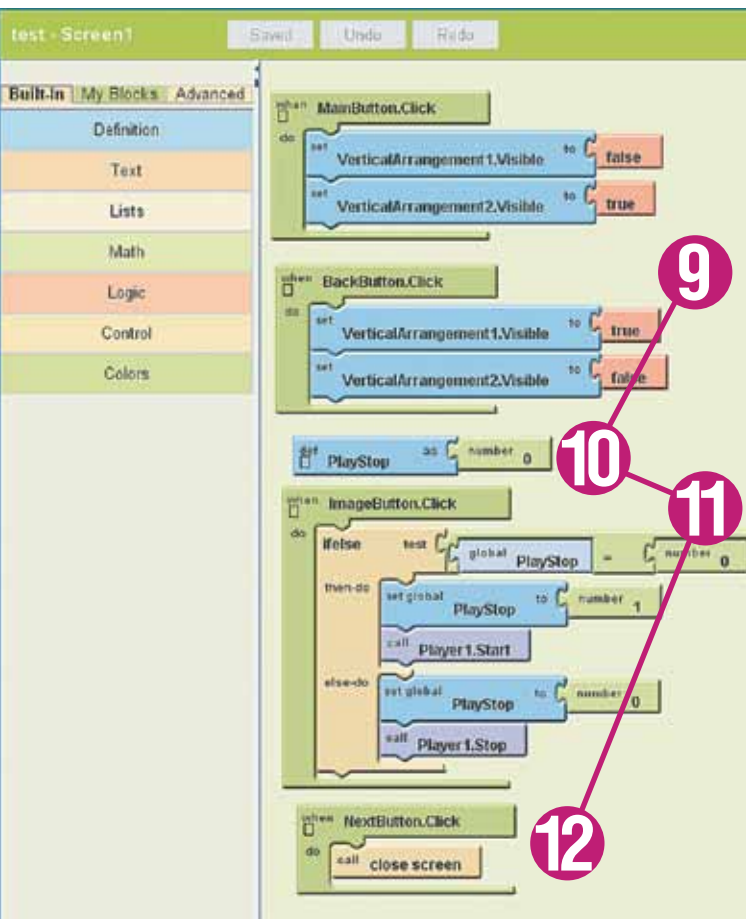 test - Screen1
Saved Undo Redo
Built-In My Blocks Advanced
Definition
Text
Lists
Math
Logic
Control
Colors
when MainButton.Click
do
set VerticalArrangement1.Visible to false
set VerticalArrangement2.Visible to true
9
when BackButton.Click
do
set VerticalArrangement1.Visible to true
set VerticalArrangement2.Visible to false
def PlayStop as number 0
10
11
when ImageButton.Click
do
ifelse test global PlayStop = number 0
then-do
set global PlayStop to number 1
call Player1.Start
else-do
set global PlayStop to number 0
call Player1.Stop
when NextButton.Click
do
call close screen
12